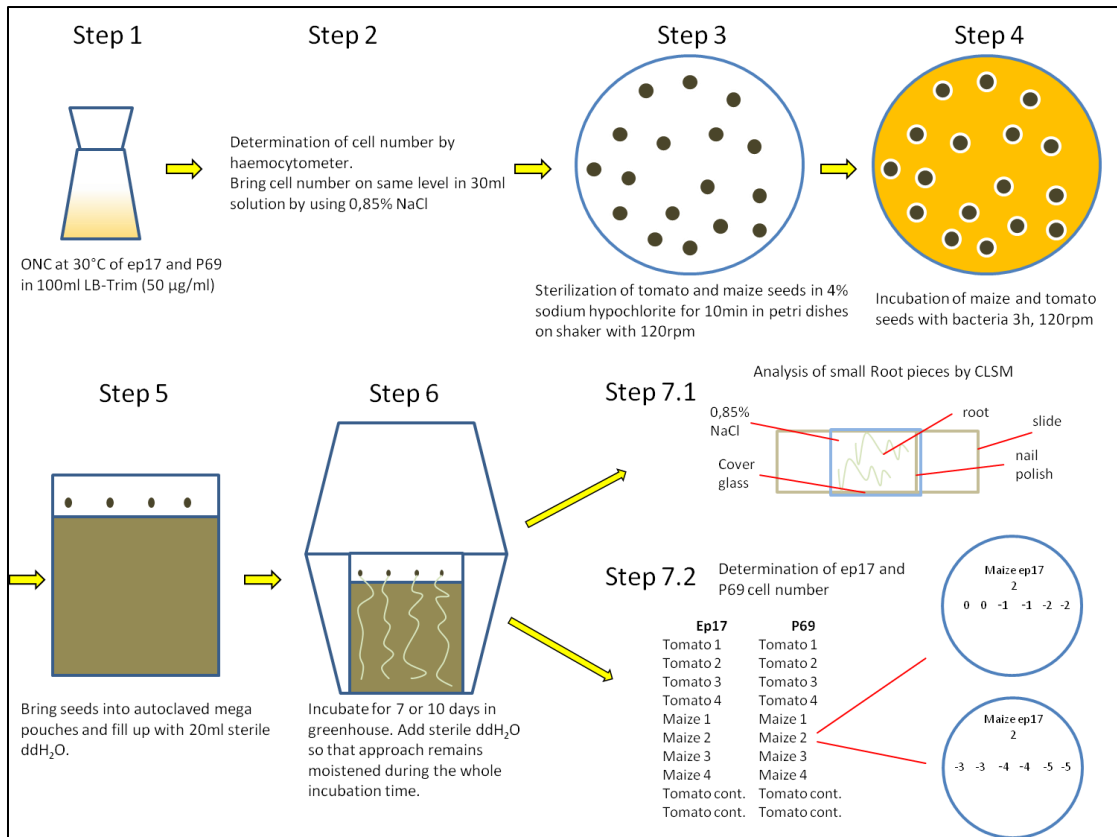 Step 1
ONC at 30°C of ep17 and P69
in 100ml LB-Trim (50 µg/ml)
Step 2
Determination of cell number by
haemocytometer.
Bring cell number on same level in 30ml
solution by using 0,85% NaCl
Step 3
Sterilization of tomato and maize seeds in 4%
sodium hypochlorite for 10min in petri dishes
on shaker with 120rpm
Step 4
Incubation of maize and tomato
seeds with bacteria 3h, 120rpm
Step 5
Bring seeds into autoclaved mega
pouches and fill up with 20ml sterile
ddH₂O.
Step 6
Incubate for 7 or 10 days in
greenhouse. Add sterile ddH₂O
so that approach remains
moistened during the whole
incubation time.
Step 7.1
Analysis of small Root pieces by CLSM
0,85%
NaCl
root
slide
Cover
glass
nail
polish
Step 7.2
Determination of ep17 and
P69 cell number
Ep17 P69
Tomato 1 Tomato 1
Tomato 2 Tomato 2
Tomato 3 Tomato 3
Tomato 4 Tomato 4
Maize 1 Maize 1
Maize 2 Maize 2
Maize 3 Maize 3
Maize 4 Maize 4
Tomato cont. Tomato cont.
Tomato cont. Tomato cont.
Maize ep17
2
0 0 -1 -1 -2 -2
Maize ep17
2
-3 -3 -4 -4 -5 -5